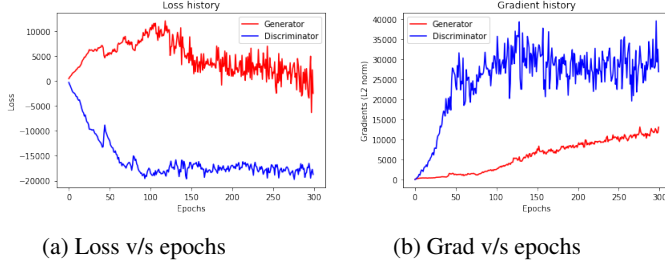 Loss history
Generator
Discriminator
10000
5000
0
−5000
−10000
−15000
−20000
Loss
0
50
100
150
200
250
300
Epochs
(a) Loss v/s epochs
Gradient history
Generator
Discriminator
40000
35000
30000
25000
20000
15000
10000
5000
0
Gradients (L2 norm)
0
50
100
150
200
250
300
Epochs
(b) Grad v/s epochs